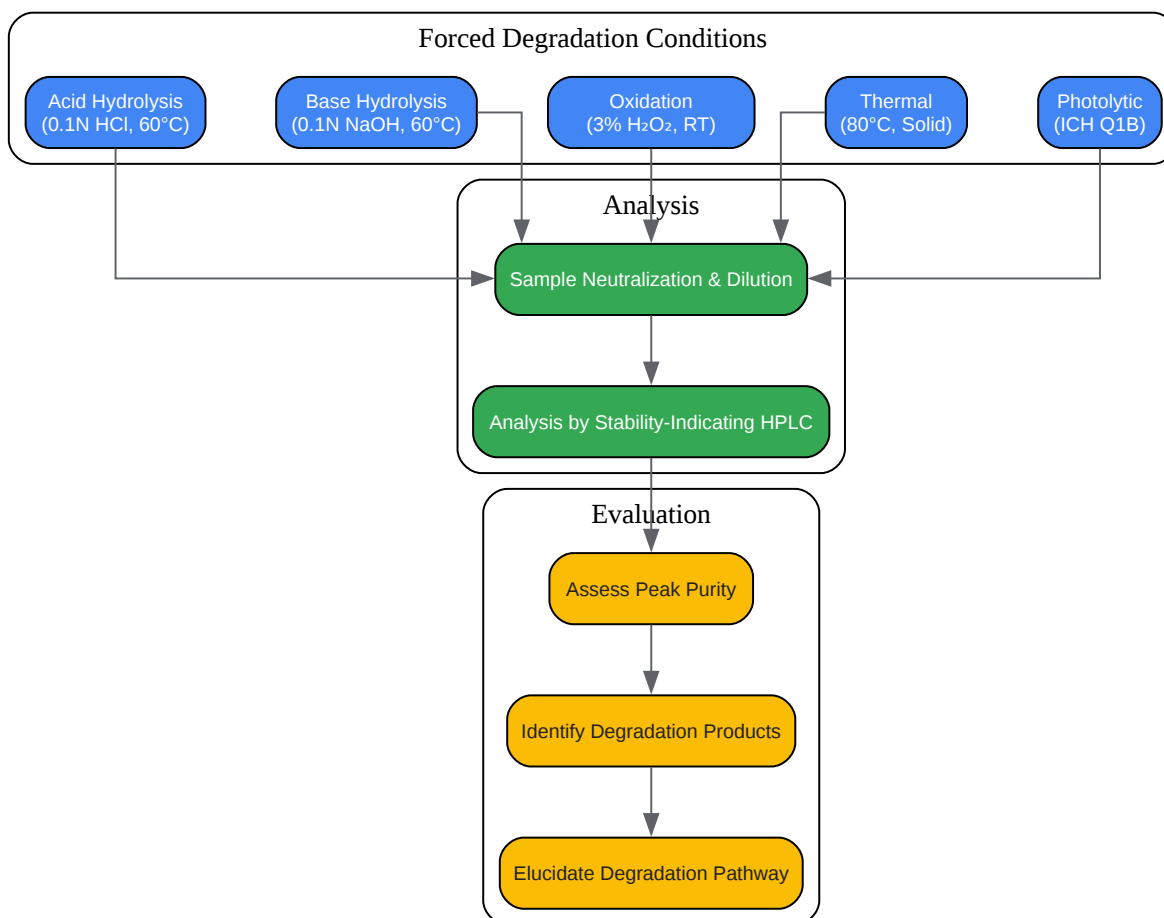 Forced Degradation Conditions
Acid Hydrolysis
(0.1N HCl, 60°C)
Base Hydrolysis
(0.1N NaOH, 60°C)
Oxidation
(3% H₂O₂, RT)
Thermal
(80°C, Solid)
Photolytic
(ICH Q1B)
Analysis
Sample Neutralization & Dilution
Analysis by Stability-Indicating HPLC
Evaluation
Assess Peak Purity
Identify Degradation Products
Elucidate Degradation Pathway